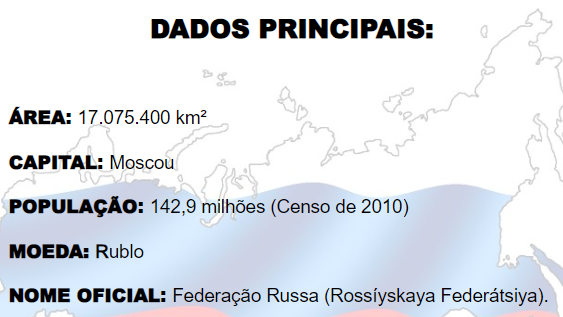 DADOS PRINCIPAIS:
ÁREA: 17.075.400 km²
CAPITAL: Moscou
POPULAÇÃO: 142,9 milhões (Censo de 2010)
MOEDA: Rublo
NOME OFICIAL: Federação Russa (Rossíyskaya Federátsiya).